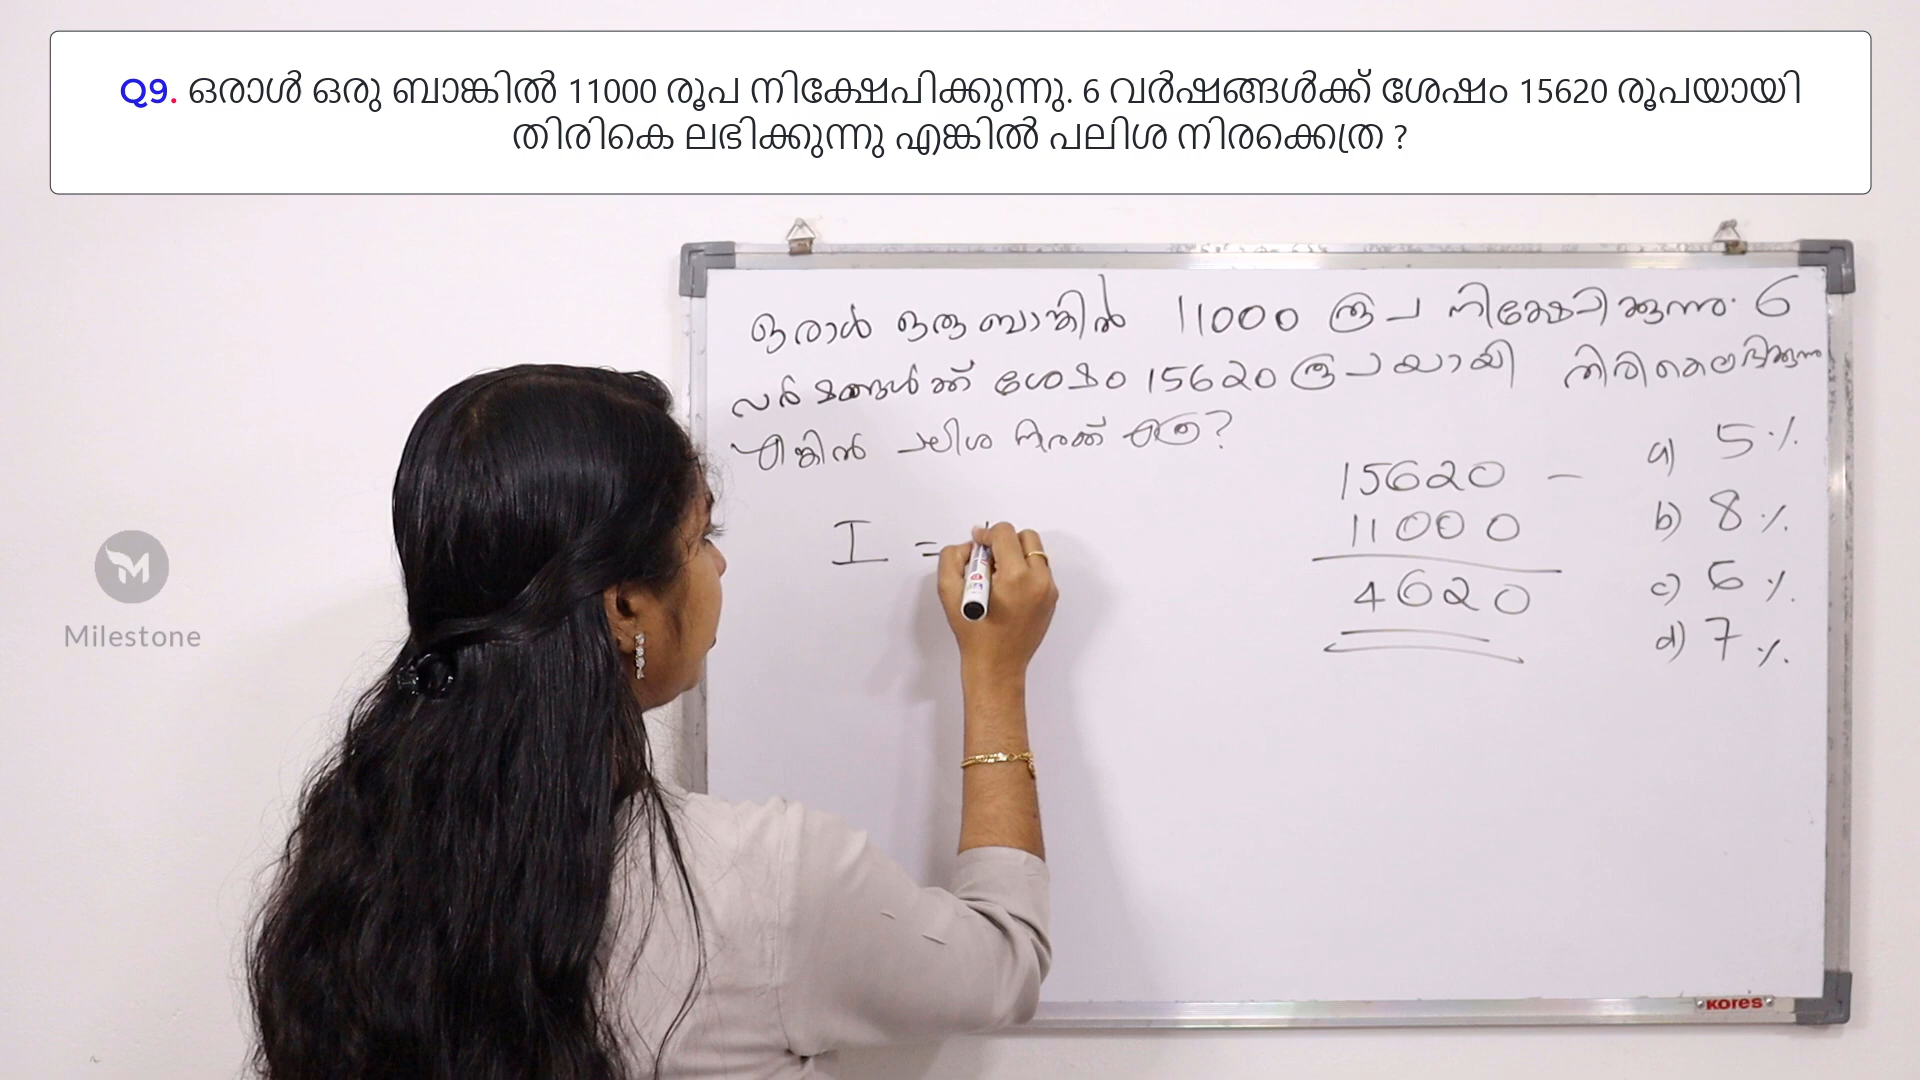 Q9. ഒരാൾ ഒരു ബാങ്കിൽ 11000 രൂപ നിക്ഷേപിക്കുന്നു. 6 വർഷങ്ങൾക്ക് ശേഷം 15620 രൂപയായി
തിരികെ ലഭിക്കുന്നു എങ്കിൽ പലിശ നിരക്കെത്ര ?
ഒരാൾ ഒരു ബാങ്കിൽ 11000 രൂപ നിക്ഷേപിക്കുന്നു. 6
വർഷങ്ങൾക്ക് ശേഷം 15620 രൂപയായി തിരികെ ലഭിക്കുന്നു
എങ്കിൽ പലിശ നിരക്ക് എത്ര?
15620 –
11000
4620
a) 5%
b) 8%
c) 6%
d) 7%
I =
Milestone
KORES